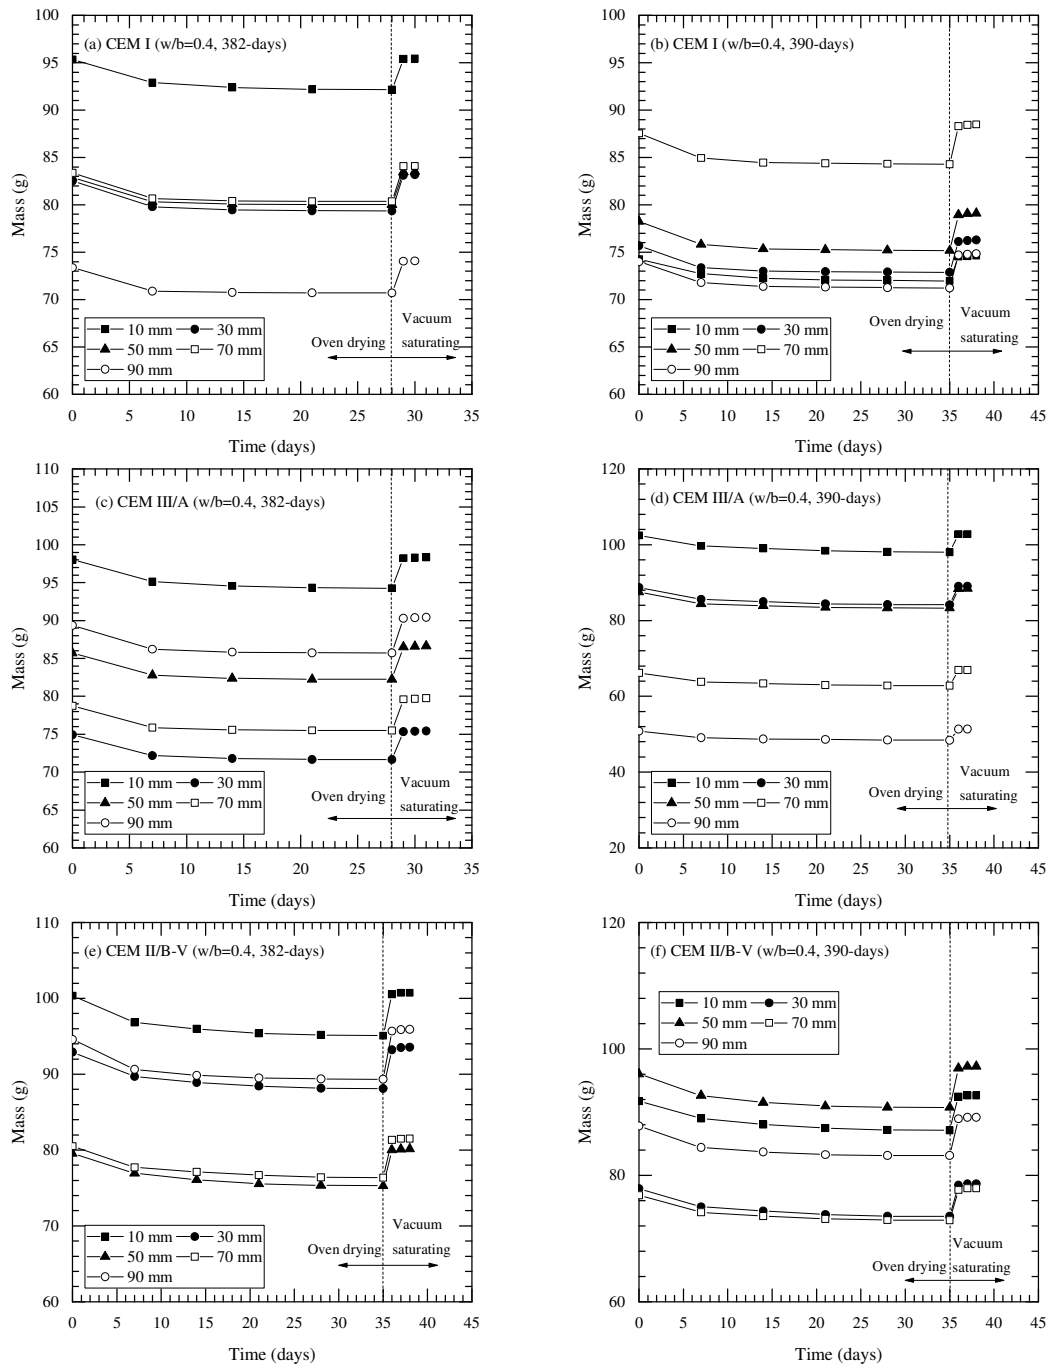 (a) CEM I (w/b=0.4, 382-days)
Mass (g)
100
95
90
85
80
75
70
65
60
10 mm 30 mm
50 mm 70 mm
90 mm
Oven drying
Vacuum
saturating
0 5 10 15 20 25 30 35
Time (days)
(b) CEM I (w/b=0.4, 390-days)
Mass (g)
100
95
90
85
80
75
70
65
60
10 mm 30 mm
50 mm 70 mm
90 mm
Oven drying
Vacuum
saturating
0 5 10 15 20 25 30 35 40 45
Time (days)
(c) CEM III/A (w/b=0.4, 382-days)
Mass (g)
110
105
100
95
90
85
80
75
70
65
60
10 mm 30 mm
50 mm 70 mm
90 mm
Oven drying
Vacuum
saturating
0 5 10 15 20 25 30 35
Time (days)
(d) CEM III/A (w/b=0.4, 390-days)
Mass (g)
120
100
80
60
40
20
10 mm 30 mm
50 mm 70 mm
90 mm
Oven drying
Vacuum
saturating
0 5 10 15 20 25 30 35 40 45
Time (days)
(e) CEM II/B-V (w/b=0.4, 382-days)
Mass (g)
110
100
90
80
70
60
10 mm 30 mm
50 mm 70 mm
90 mm
Oven drying
Vacuum
saturating
0 5 10 15 20 25 30 35 40 45
Time (days)
(f) CEM II/B-V (w/b=0.4, 390-days)
Mass (g)
120
100
80
60
10 mm 30 mm
50 mm 70 mm
90 mm
Oven drying
Vacuum
saturating
0 5 10 15 20 25 30 35 40 45
Time (days)